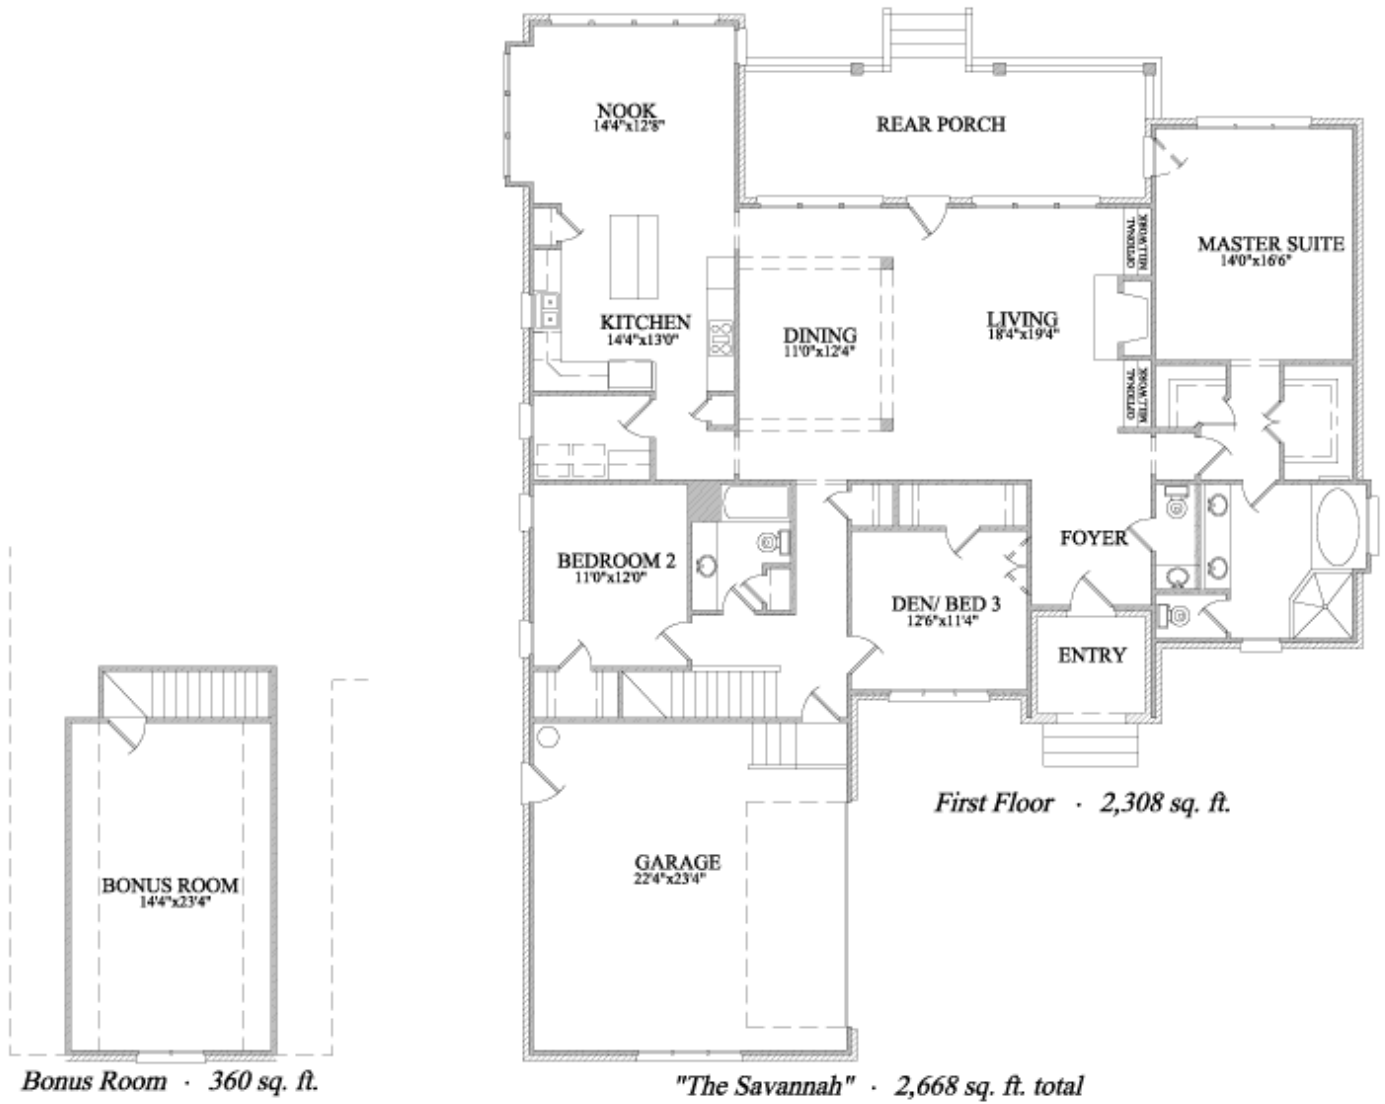 NOOK
14'4"x12'8"
REAR PORCH
MASTER SUITE
14'0"x16'6"
OPTIONAL
MILLWORK
KITCHEN
14'4"x13'0"
DINING
11'0"x12'4"
LIVING
18'4"x19'4"
OPTIONAL
MILLWORK
BEDROOM 2
11'0"x12'0"
FOYER
DEN/ BED 3
12'6"x11'4"
ENTRY
First Floor · 2,308 sq. ft.
GARAGE
22'4"x23'4"
BONUS ROOM
14'4"x23'4"
Bonus Room · 360 sq. ft.
"The Savannah" · 2,668 sq. ft. total